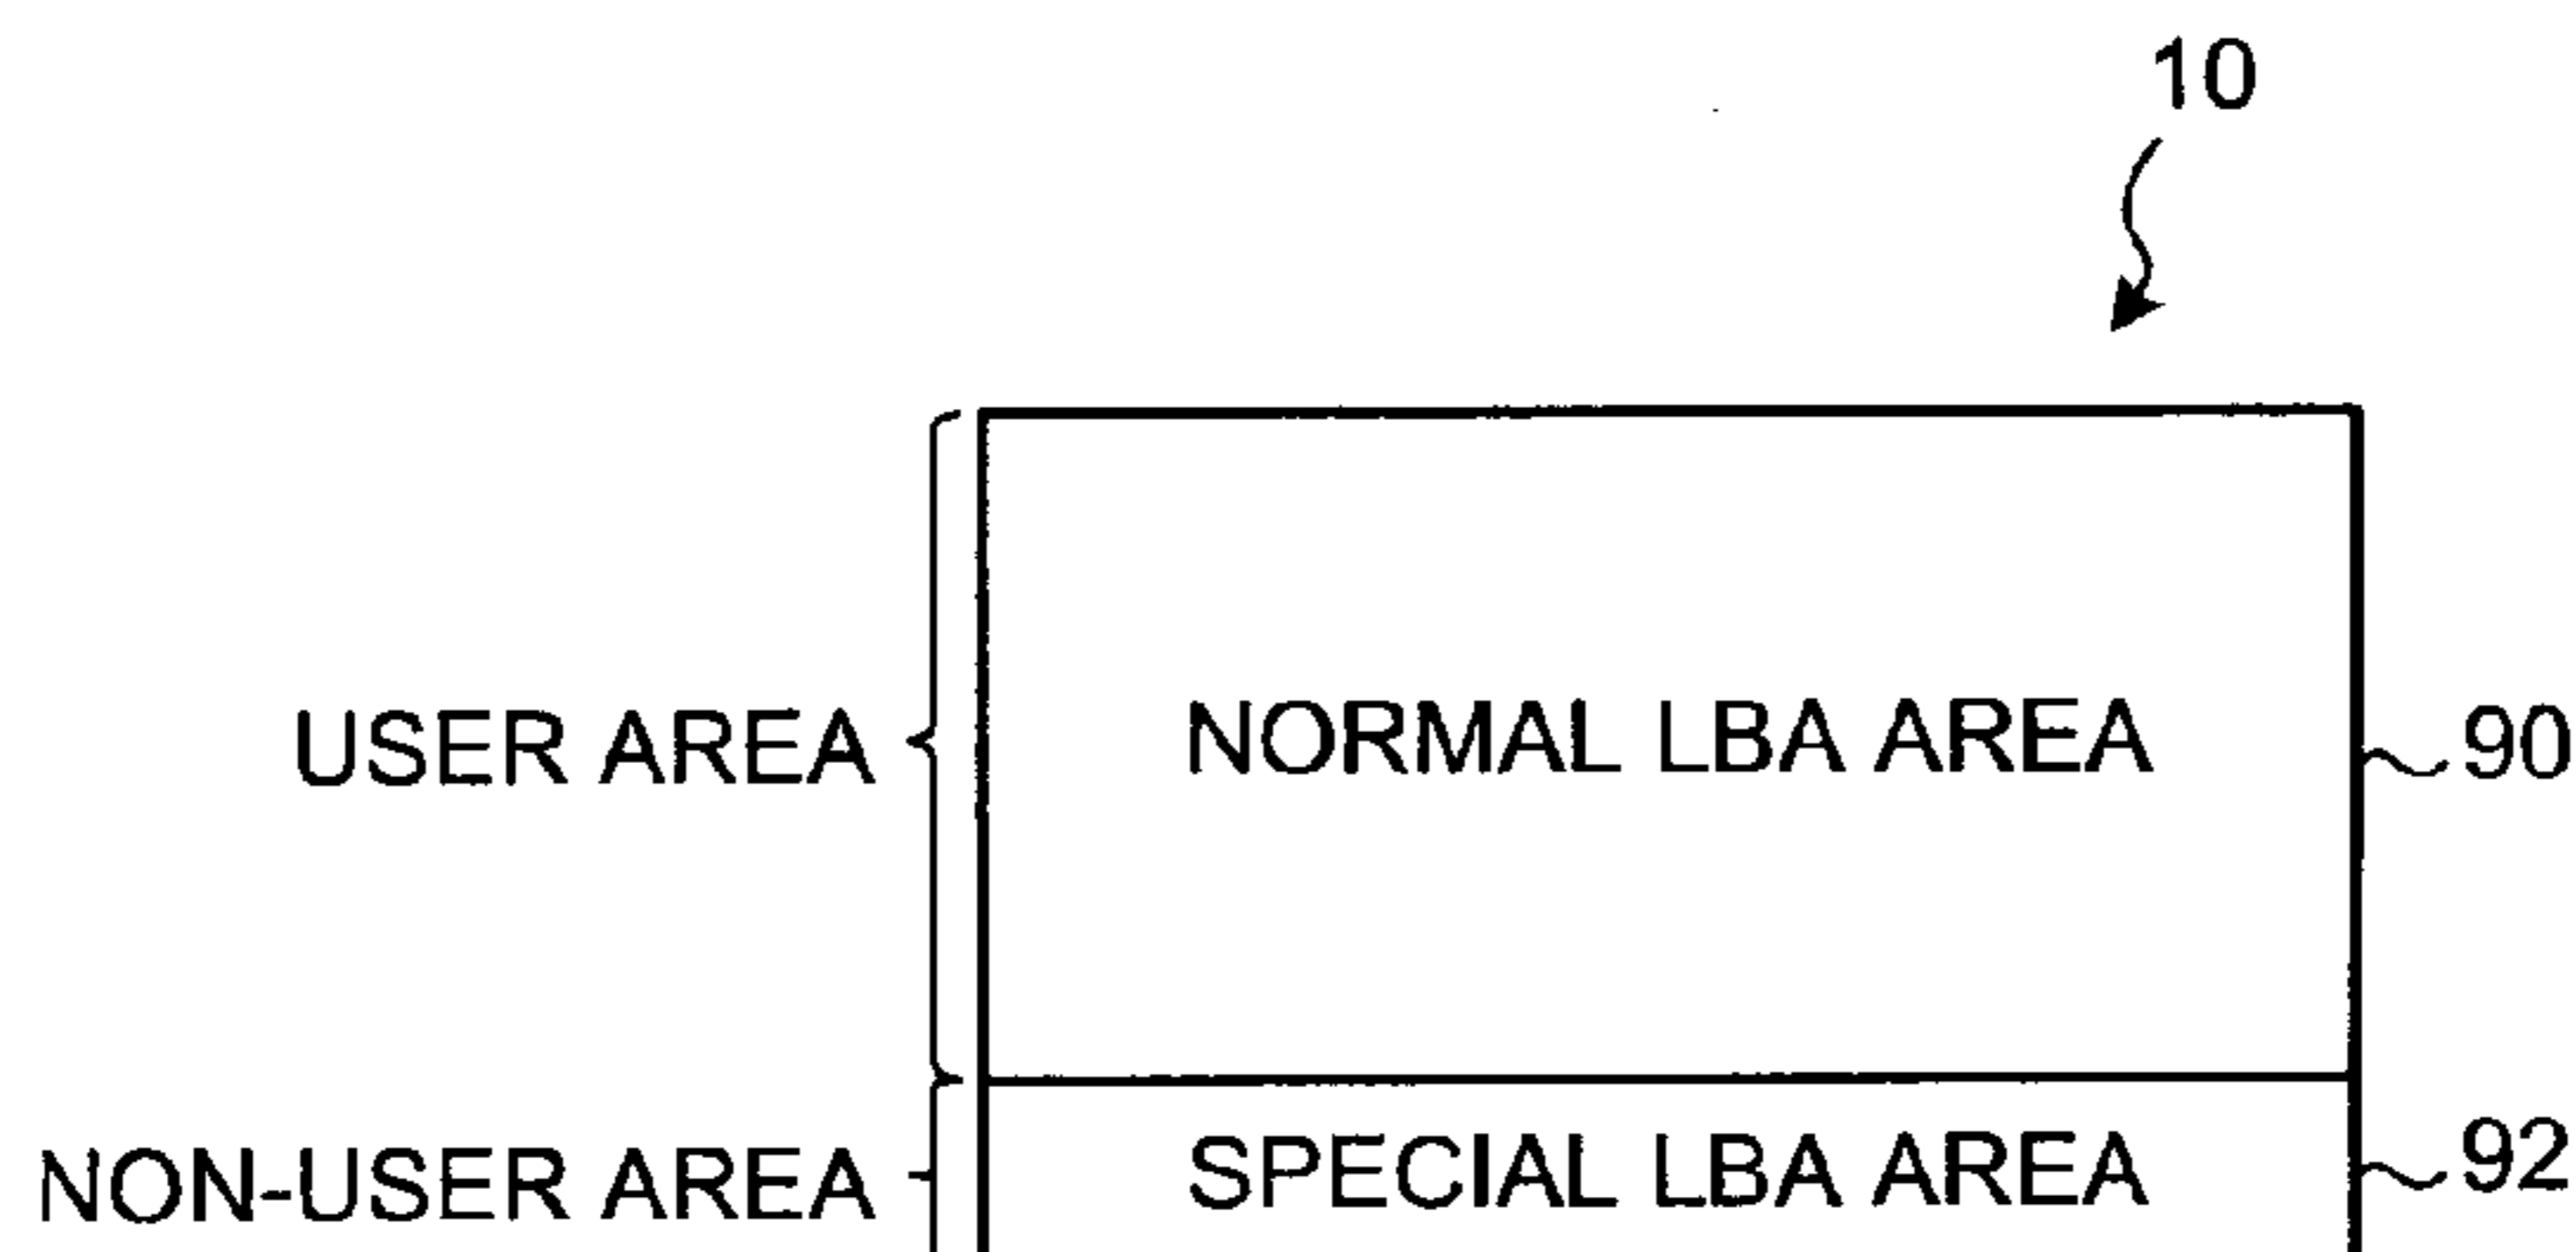 10
USER AREA
NORMAL LBA AREA
90
NON-USER AREA
SPECIAL LBA AREA
92